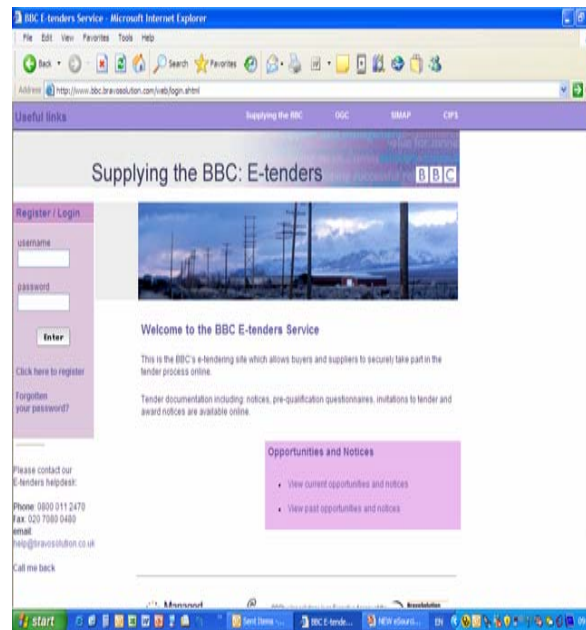 BBC E-tenders Service - Microsoft Internet Explorer
File Edit View Favorites Tools Help
Back Search Favorites
Address http://www.bbc.bravosolution.com/web/login.shtml
Useful links Supplying the BBC OGC SIMAP CIPS
Supplying the BBC: E-tenders BBC
Register / Login
username
password
Enter
Click here to register
Forgotten
your password?
Please contact our
E-tenders helpdesk:
Phone: 0800 011 2470
Fax: 020 7080 0480
email:
help@bravosolution.co.uk
Call me back
Welcome to the BBC E-tenders Service
This is the BBC's e-tendering site which allows buyers and suppliers to securely take part in the
tender process online.
Tender documentation including: notices, pre-qualification questionnaires, invitations to tender and
award notices are available online.
Opportunities and Notices
View current opportunities and notices
View past opportunities and notices
Managed BravoSolution
start Sent Items -... BBC E-tende... EN